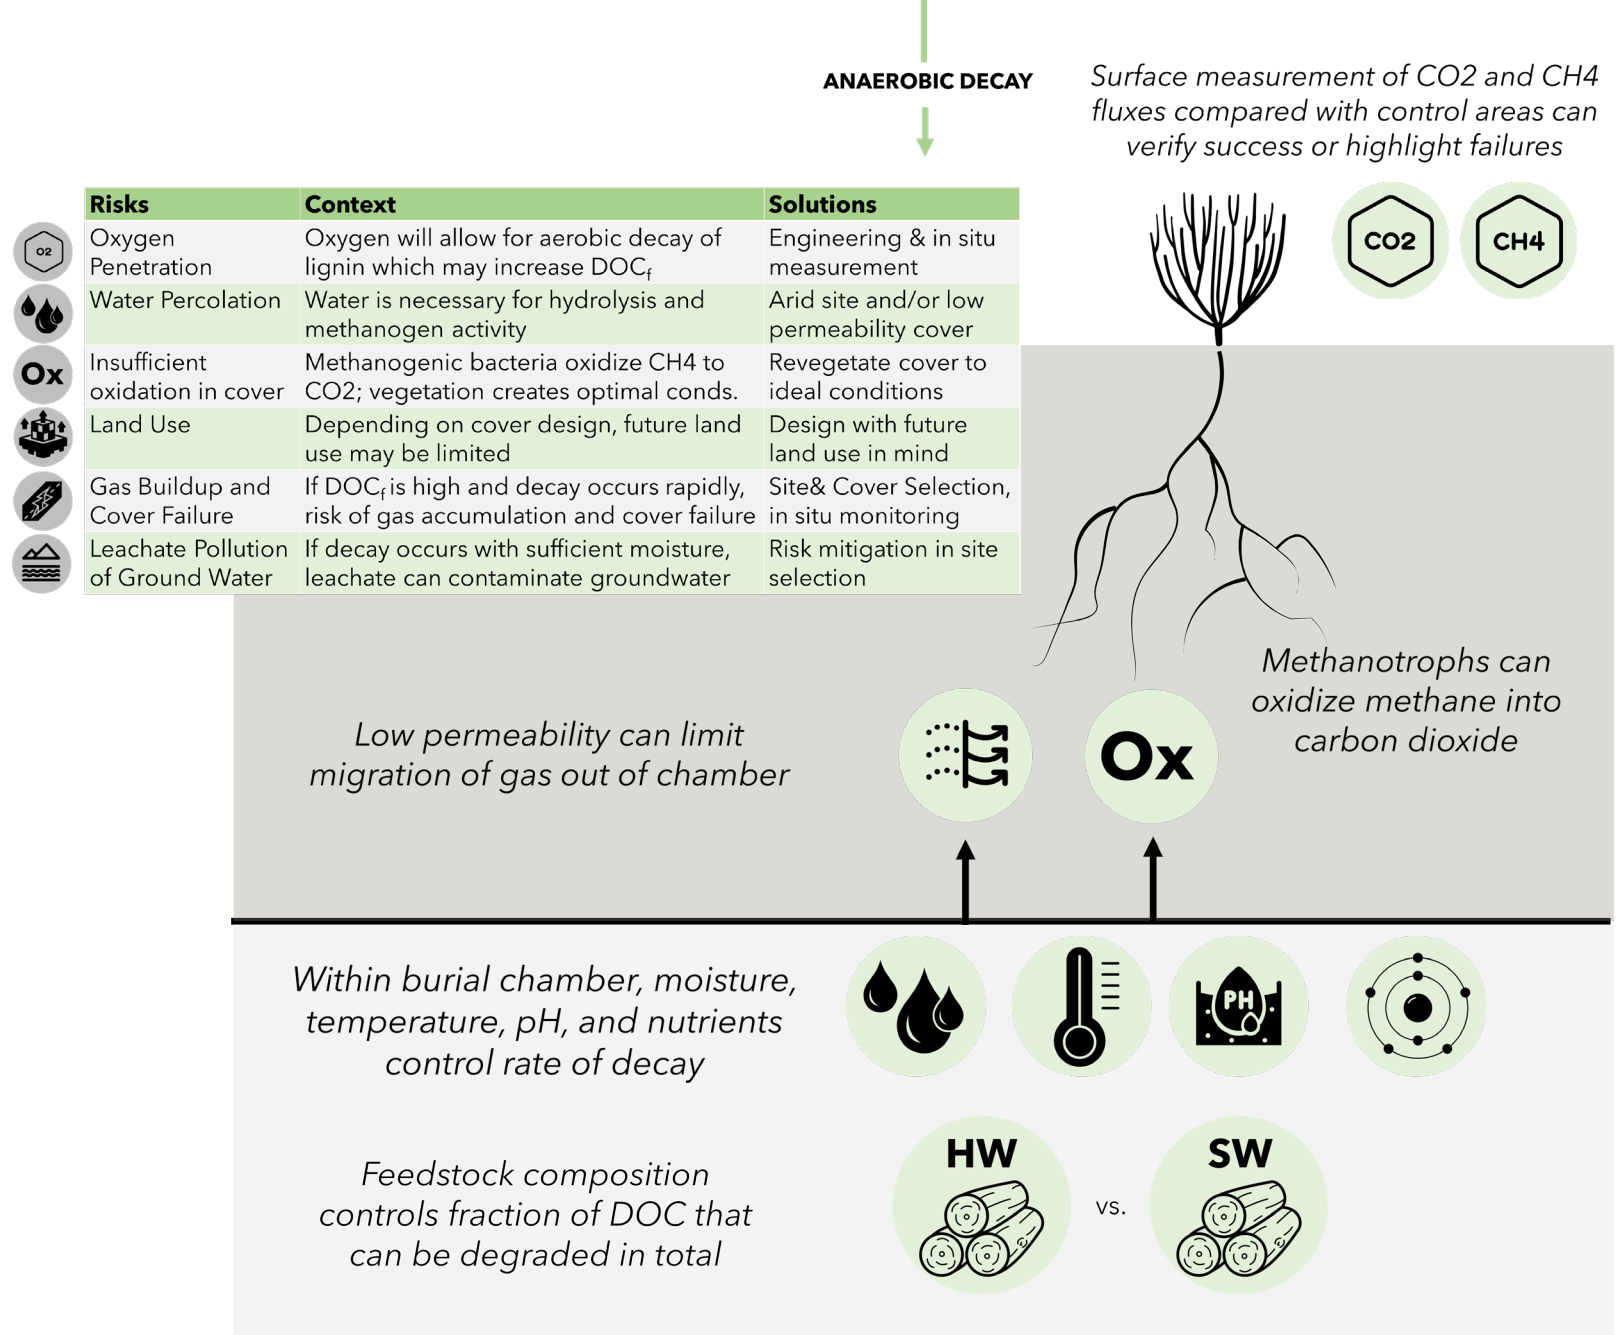 ANAEROBIC DECAY
Surface measurement of CO2 and CH4
fluxes compared with control areas can
verify success or highlight failures
CO2
CH4
Risks
Context
Solutions
O2
Oxygen
Penetration
Oxygen will allow for aerobic decay of
lignin which may increase DOCf
Engineering & in situ
measurement
Water Percolation
Water is necessary for hydrolysis and
methanogen activity
Arid site and/or low
permeability cover
Ox
Insufficient
oxidation in cover
Methanogenic bacteria oxidize CH4 to
CO2; vegetation creates optimal conds.
Revegetate cover to
ideal conditions
Land Use
Depending on cover design, future land
use may be limited
Design with future
land use in mind
Gas Buildup and
Cover Failure
If DOCf is high and decay occurs rapidly,
risk of gas accumulation and cover failure
Site& Cover Selection,
in situ monitoring
Leachate Pollution
of Ground Water
If decay occurs with sufficient moisture,
leachate can contaminate groundwater
Risk mitigation in site
selection
Methanotrophs can
oxidize methane into
carbon dioxide
Low permeability can limit
migration of gas out of chamber
Ox
Within burial chamber, moisture,
temperature, pH, and nutrients
control rate of decay
PH
Feedstock composition
controls fraction of DOC that
can be degraded in total
HW
vs.
SW